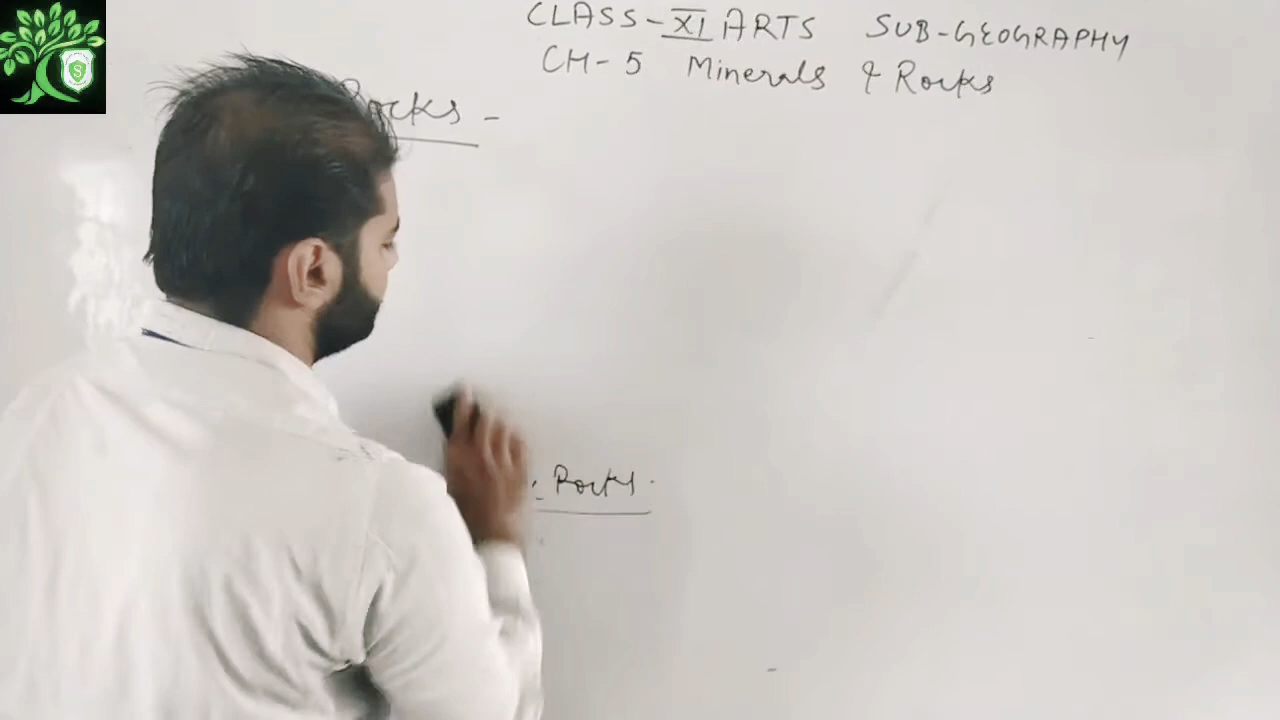 CLASS-XI ARTS SUB-GEOGRAPHY
CH-5 Minerals & Rocks
Rocks -
Rocks.
S